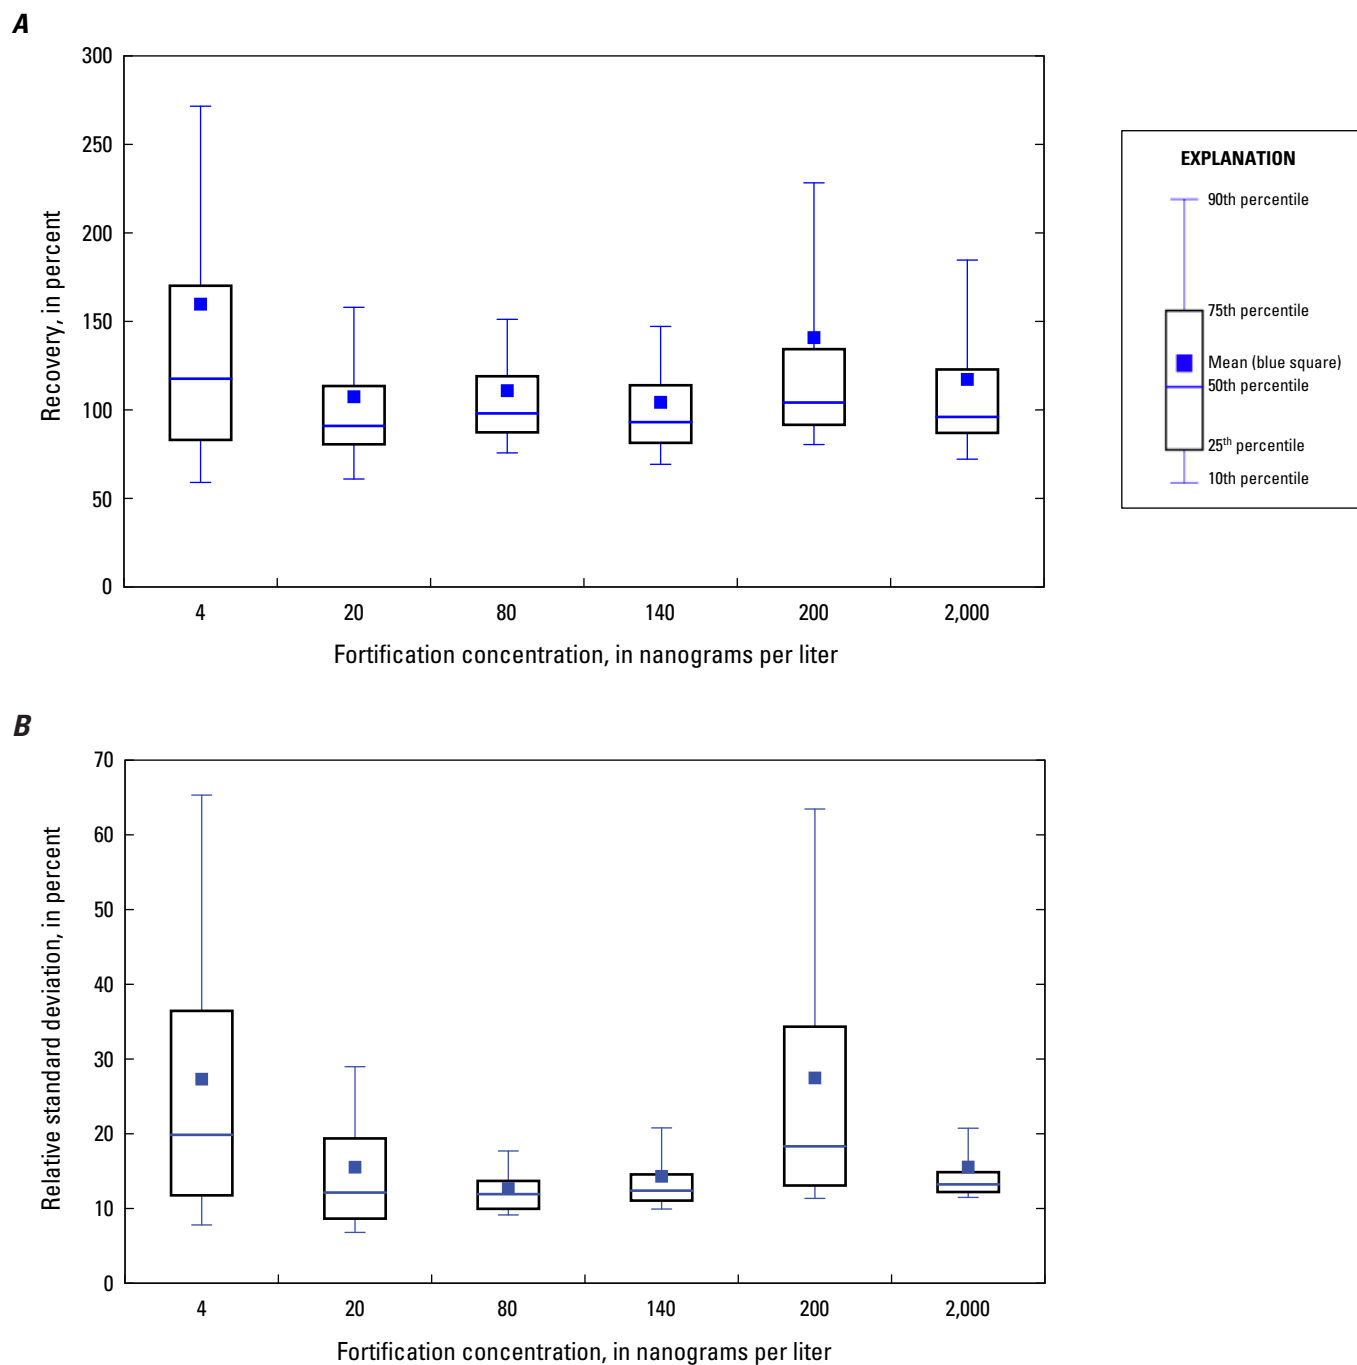 A
300
250
200
150
100
50
0
Recovery, in percent
4 20 80 140 200 2,000
Fortification concentration, in nanograms per liter
EXPLANATION
90th percentile
75th percentile
Mean (blue square)
50th percentile
25th percentile
10th percentile
B
70
60
50
40
30
20
10
0
Relative standard deviation, in percent
4 20 80 140 200 2,000
Fortification concentration, in nanograms per liter